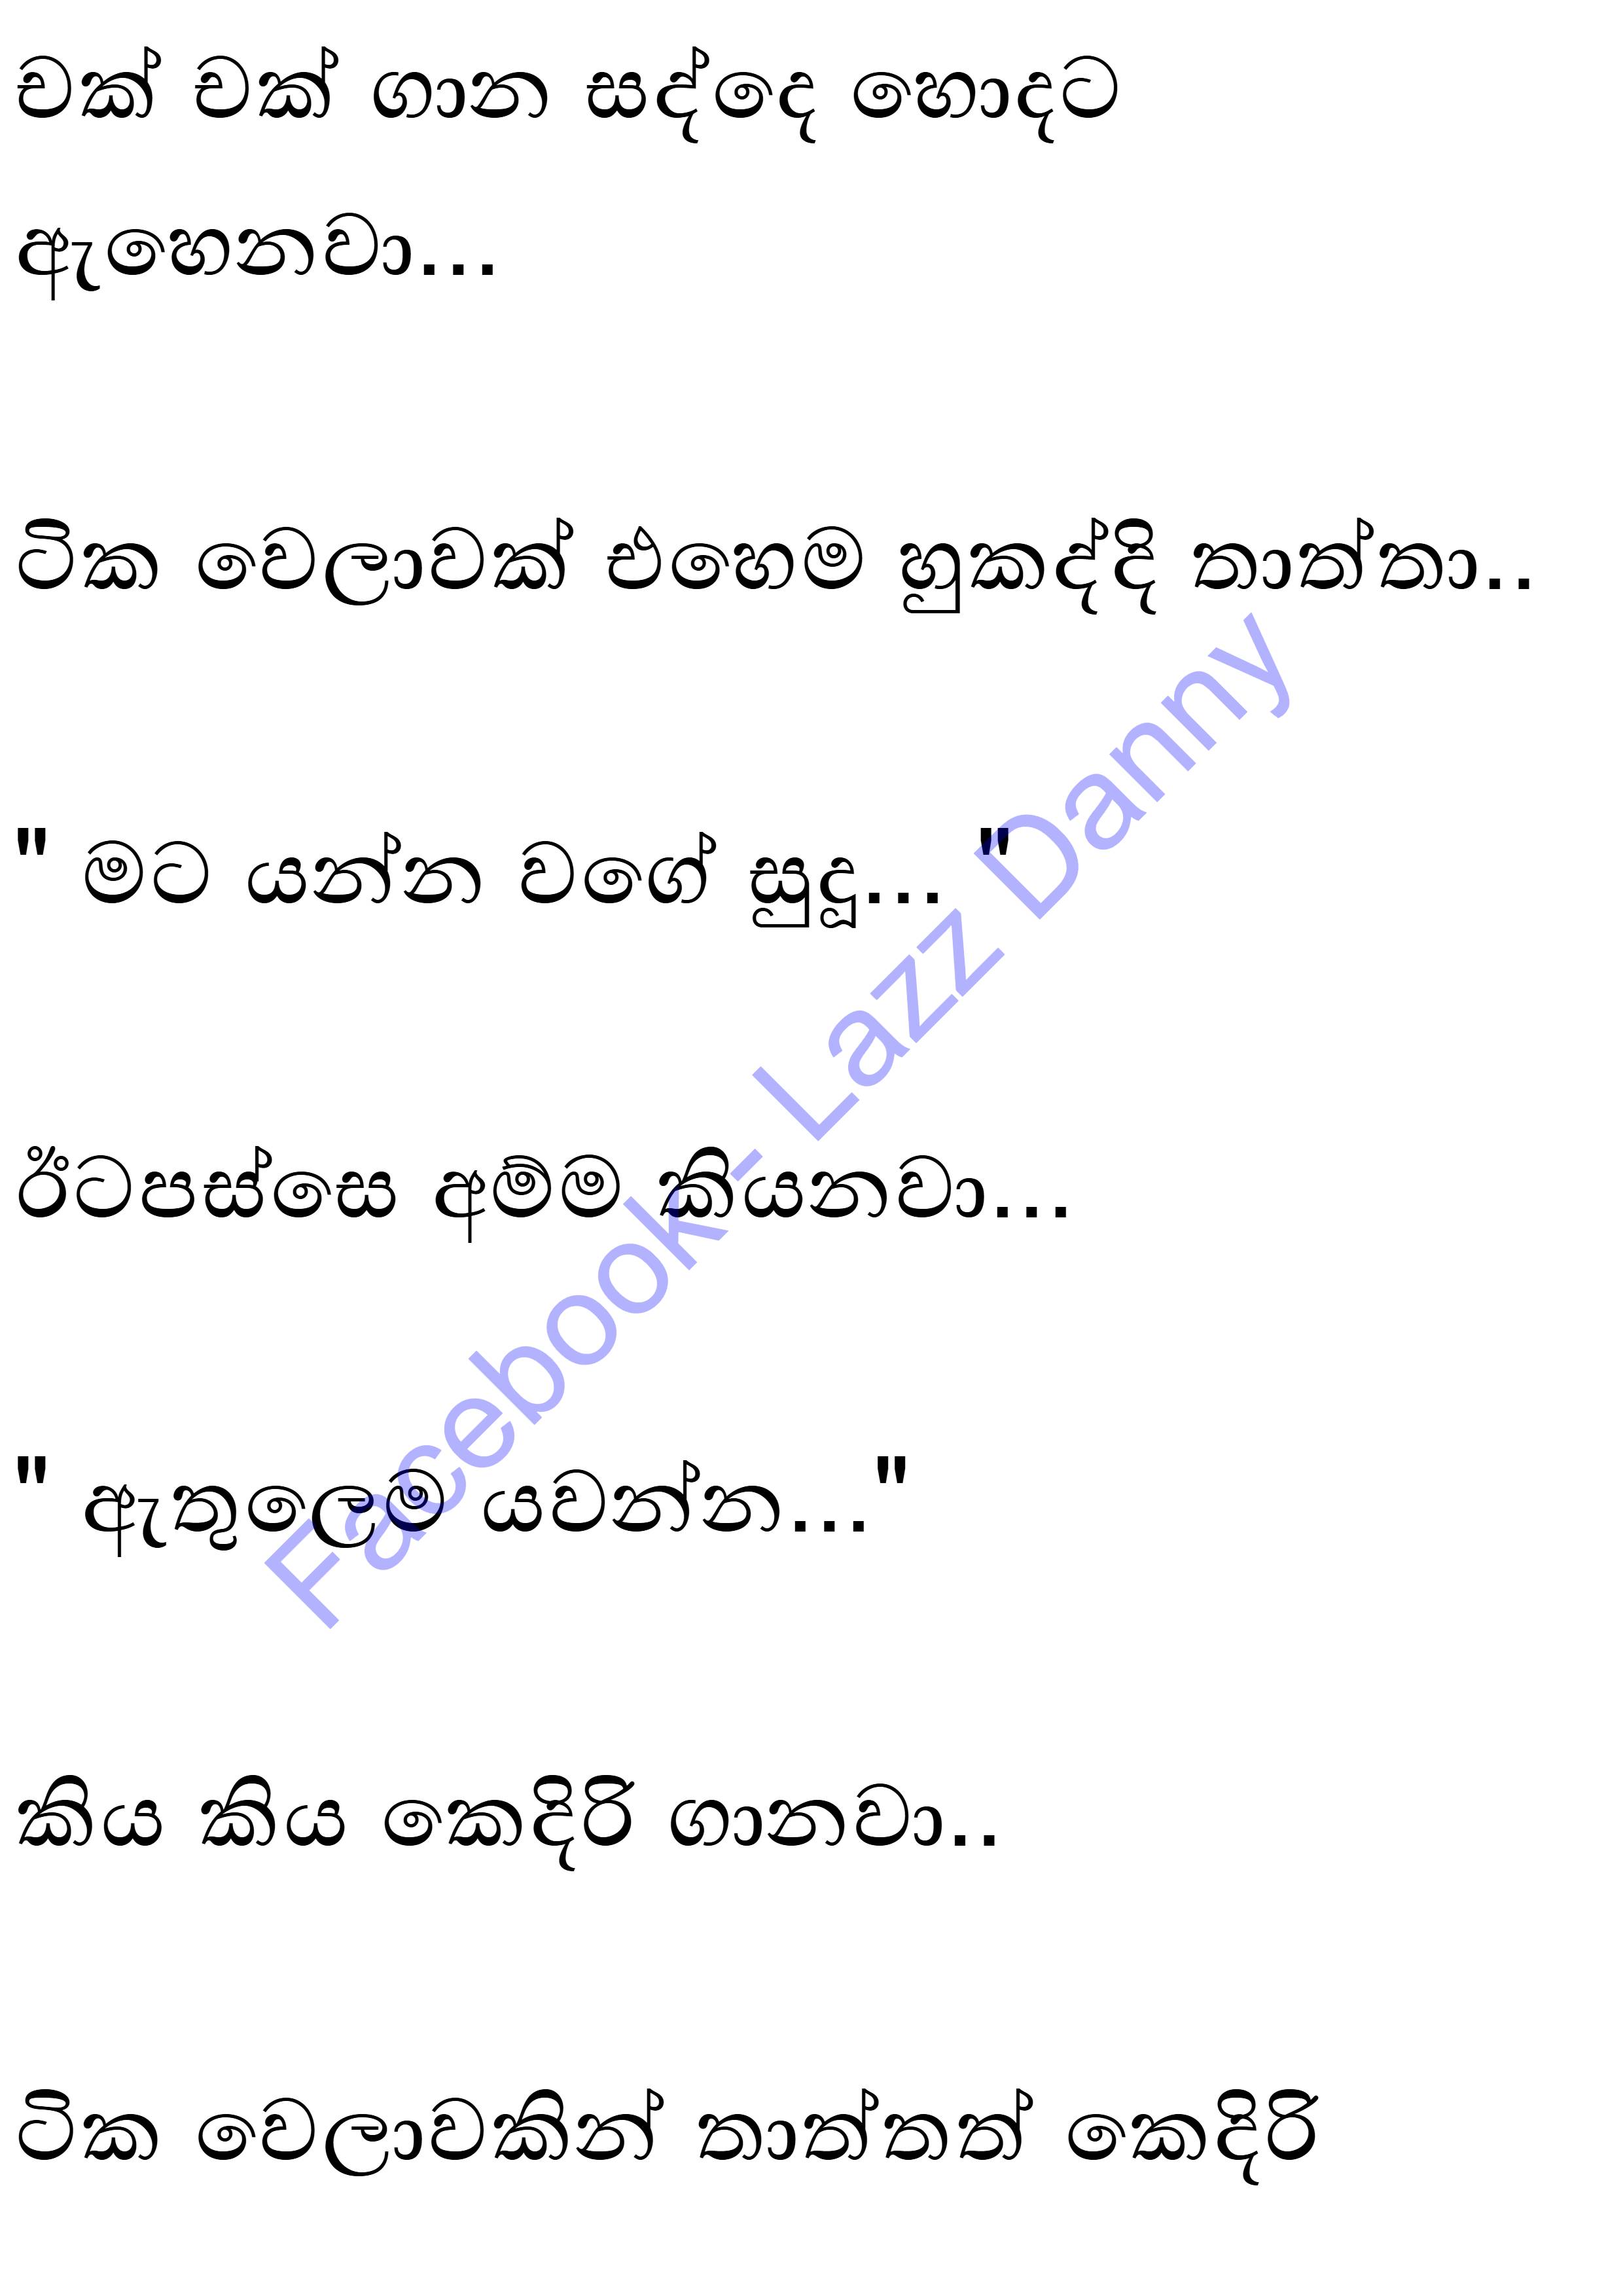 චක් චක් ගාන සද්දෙ හොදට
ඇහෙනවා...
ටික වෙලාවක් එහෙම හුකද්දි තාත්තා..
" මට යන්න වගේ සුදූ... "
ඊටපස්සෙ අම්ම කියනවා...
" ඇතුලෙම යවන්න..."
කිය කිය කෙදිරි ගානවා..
ටික වෙලාවකින් තාත්තත් කෙදිරි
Facebook- Lazz Danny